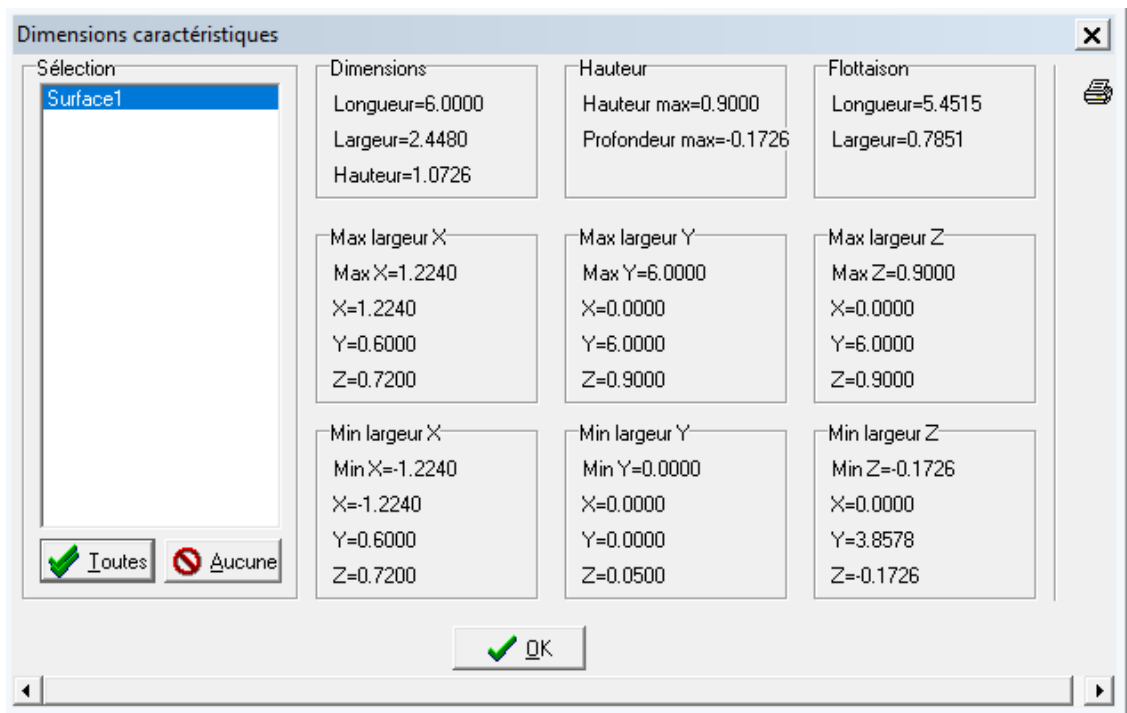 Dimensions caractéristiques
Sélection
Surface1
Toutes
Aucune
Dimensions
Longueur=6.0000
Largeur=2.4480
Hauteur=1.0726
Hauteur
Hauteur max=0.9000
Profondeur max=-0.1726
Flottaison
Longueur=5.4515
Largeur=0.7851
Max largeur X
Max X=1.2240
X=1.2240
Y=0.6000
Z=0.7200
Max largeur Y
Max Y=6.0000
X=0.0000
Y=6.0000
Z=0.9000
Max largeur Z
Max Z=0.9000
X=0.0000
Y=6.0000
Z=0.9000
Min largeur X
Min X=-1.2240
X=-1.2240
Y=0.6000
Z=0.7200
Min largeur Y
Min Y=0.0000
X=0.0000
Y=0.0000
Z=0.0500
Min largeur Z
Min Z=-0.1726
X=0.0000
Y=3.8578
Z=-0.1726
OK